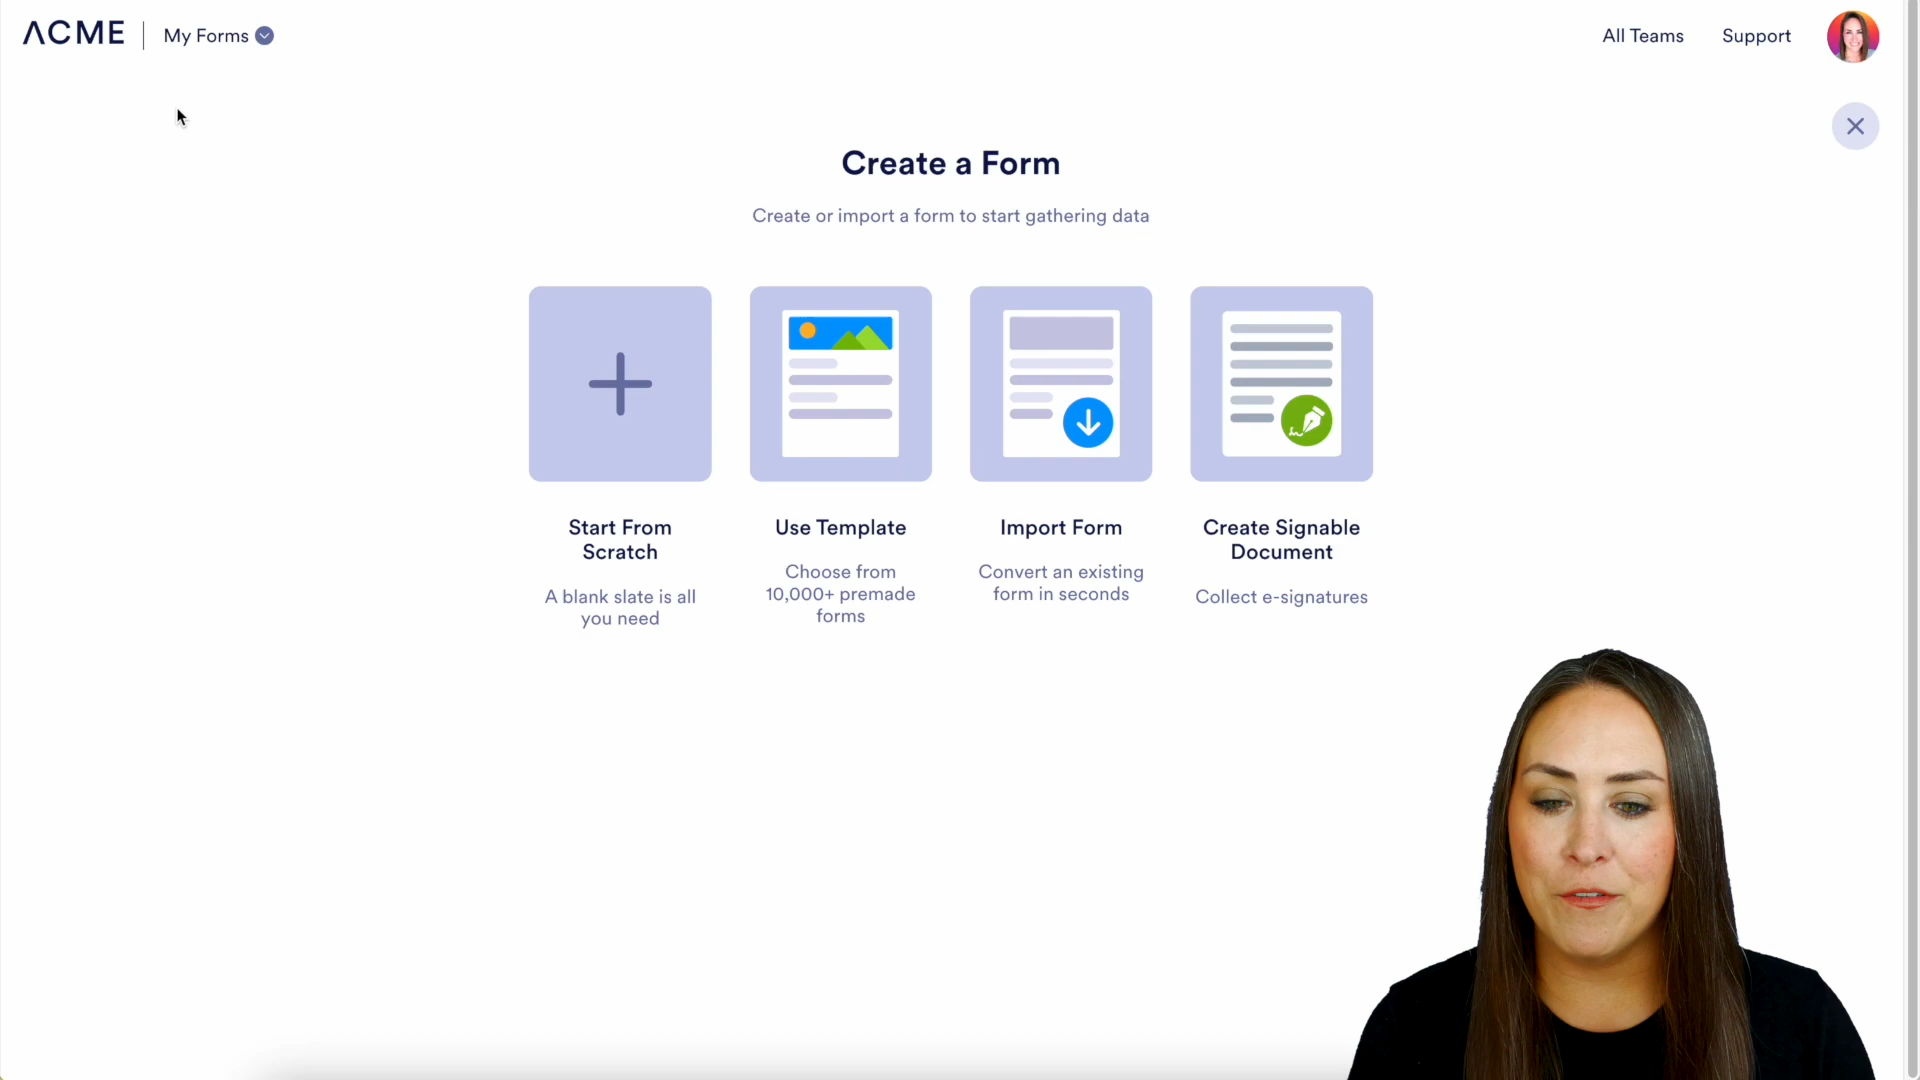 ACME
My Forms
All Teams
Support
Create a Form
Create or import a form to start gathering data
Start From
Scratch
A blank slate is all
you need
Use Template
Choose from
10,000+ premade
forms
Import Form
Convert an existing
form in seconds
Create Signable
Document
Collect e-signatures